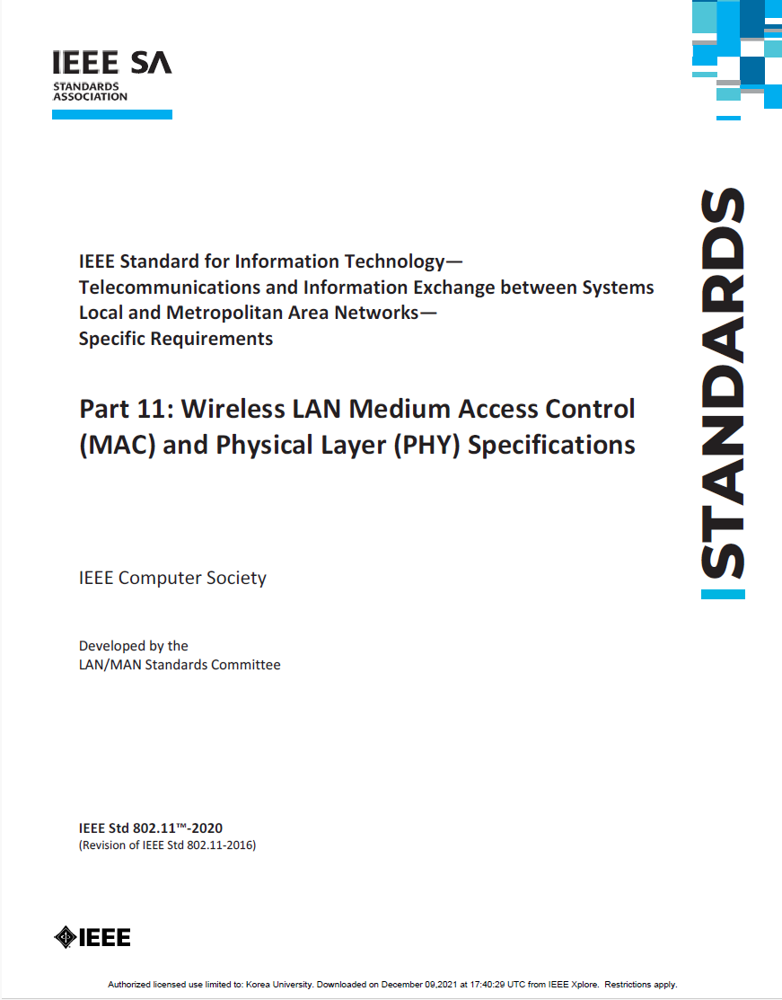 IEEE SA
STANDARDS
ASSOCIATION
STANDARDS
IEEE Standard for Information Technology—
Telecommunications and Information Exchange between Systems
Local and Metropolitan Area Networks—
Specific Requirements
Part 11: Wireless LAN Medium Access Control
(MAC) and Physical Layer (PHY) Specifications
IEEE Computer Society
Developed by the
LAN/MAN Standards Committee
IEEE Std 802.11™-2020
(Revision of IEEE Std 802.11-2016)
IEEE
Authorized licensed use limited to: Korea University. Downloaded on December 09,2021 at 17:40:29 UTC from IEEE Xplore. Restrictions apply.